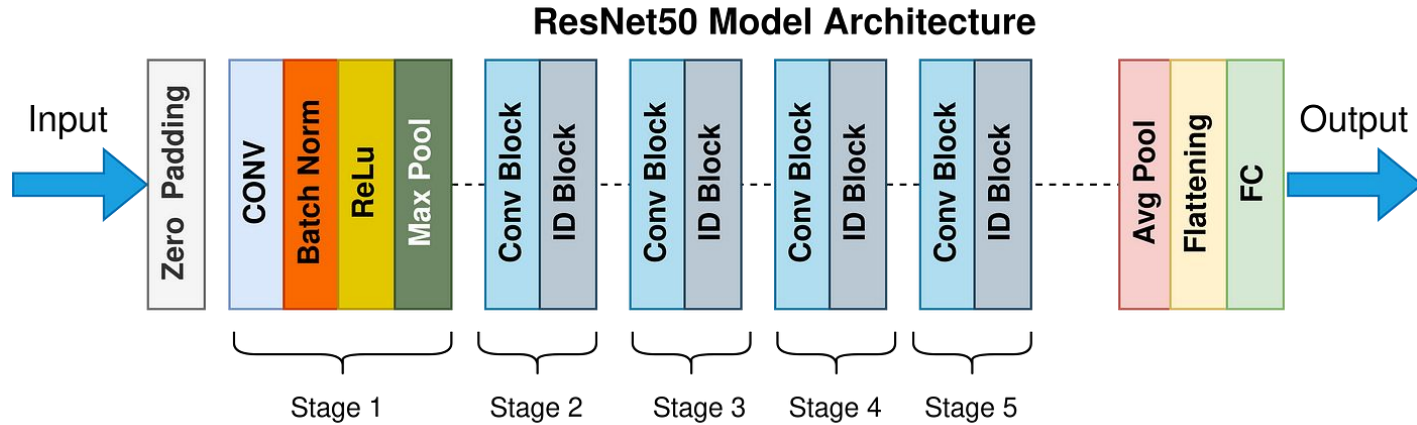 ResNet50 Model Architecture
Input
Zero Padding
CONV
Batch Norm
ReLu
Max Pool
Conv Block
ID Block
Conv Block
ID Block
Conv Block
ID Block
Conv Block
ID Block
Avg Pool
Flattening
FC
Output
Stage 1
Stage 2
Stage 3
Stage 4
Stage 5